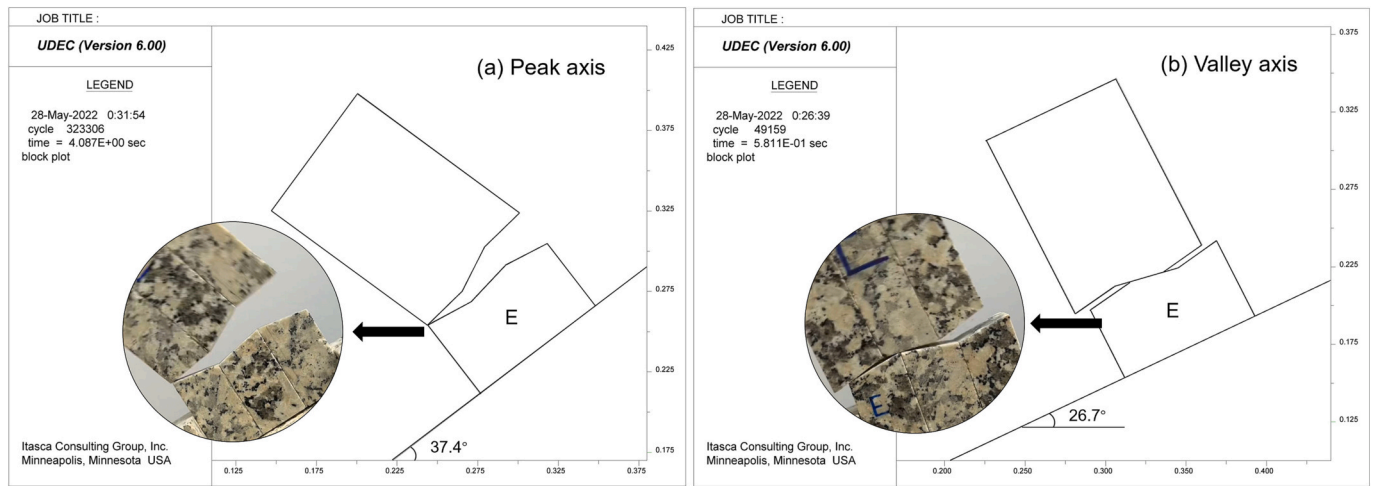 JOB TITLE :
UDEC (Version 6.00)
LEGEND
28-May-2022 0:31:54
cycle 323306
time = 4.087E+00 sec
block plot
Itasca Consulting Group, Inc.
Minneapolis, Minnesota USA
(a) Peak axis
E
37.4°
0.425
0.375
0.325
0.275
0.225
0.175
0.125 0.175 0.225 0.275 0.325 0.375
JOB TITLE :
UDEC (Version 6.00)
LEGEND
28-May-2022 0:26:39
cycle 49159
time = 5.811E-01 sec
block plot
Itasca Consulting Group, Inc.
Minneapolis, Minnesota USA
(b) Valley axis
E
E
26.7°
0.375
0.325
0.275
0.225
0.175
0.125
0.200 0.250 0.300 0.350 0.400